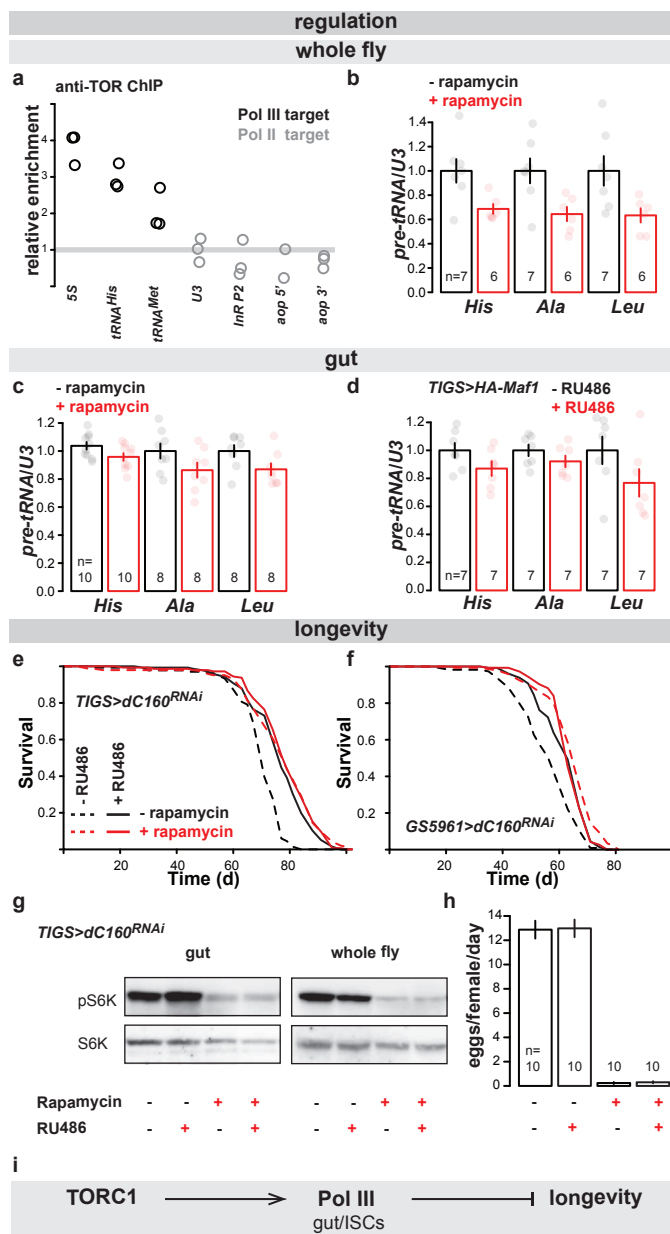 regulation
whole fly
a
anti-TOR ChIP
Pol III target
Pol II target
relative enrichment
4
3
2
1
5S
tRNAHis
tRNAMet
U3
InR P2
aop 5'
aop 3'
b
- rapamycin
+ rapamycin
pre-tRNA/U3
1.4
1.2
1.0
0.8
0.6
0.4
0.2
0.0
n=7 6 7 6 7 6
His Ala Leu
gut
c
- rapamycin
+ rapamycin
pre-tRNA/U3
1.2
1.0
0.8
0.6
0.4
0.2
0.0
n=
10 10 8 8 8 8
His Ala Leu
d
TIGS>HA-Maf1
- RU486
+ RU486
pre-tRNA/U3
1.2
1.0
0.8
0.6
0.4
0.2
0.0
n=7 7 7 7 7 7
His Ala Leu
longevity
e
TIGS>dC160RNAi
Survival
0.8
0.6
0.4
0.2
- RU486
+ RU486
- rapamycin
+ rapamycin
20 40 60 80
Time (d)
f
Survival
0.8
0.6
0.4
0.2
GS5961>dC160RNAi
20 40 60 80
Time (d)
g
TIGS>dC160RNAi
gut whole fly
pS6K
S6K
Rapamycin - - + + - - + +
RU486 - + - + - + - +
h
eggs/female/day
14
12
10
8
6
4
2
0
n=
10 10 10 10
- - + +
- + - +
i
TORC1 Pol III longevity
gut/ISCs